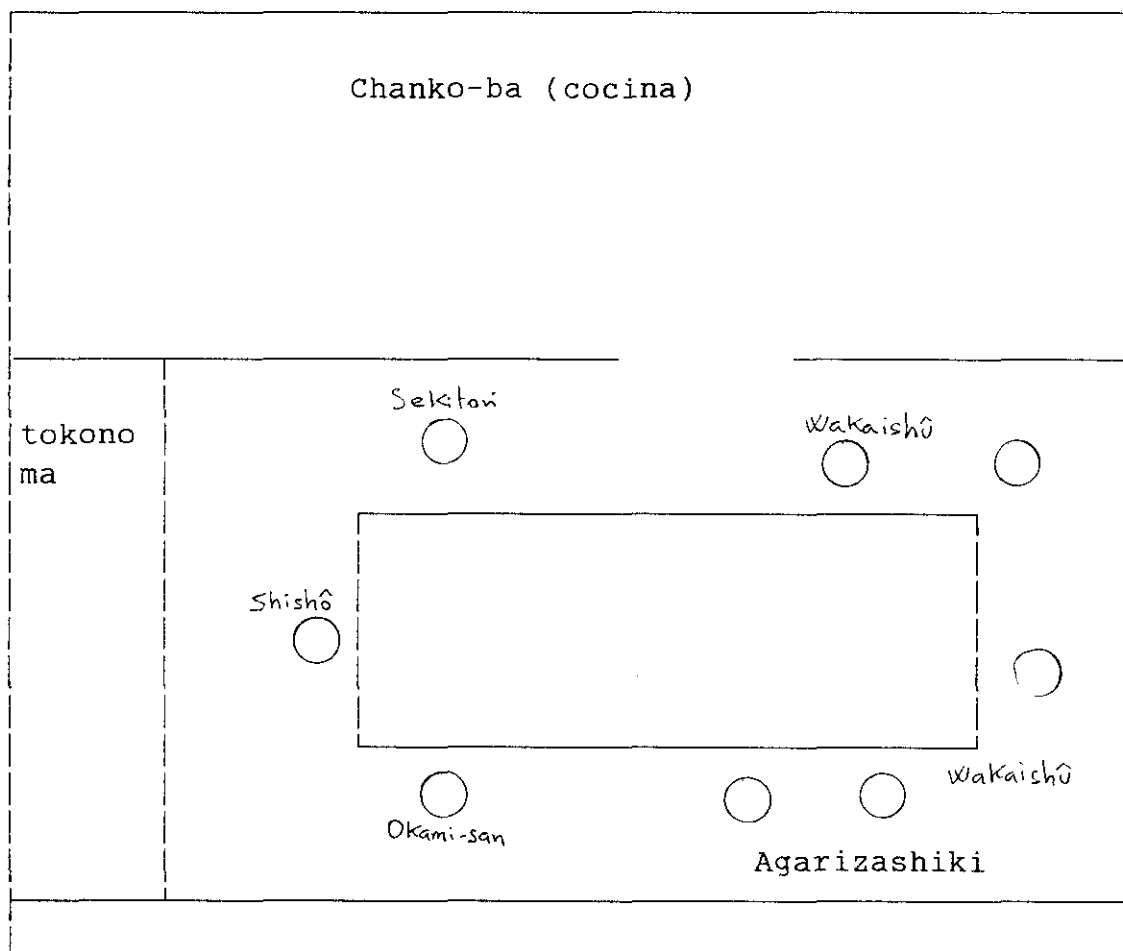 Chanko-ba (cocina)
Sekitori
Wakaishû
tokono
ma
Shishô
Wakaishû
Okami-san
Agarizashiki